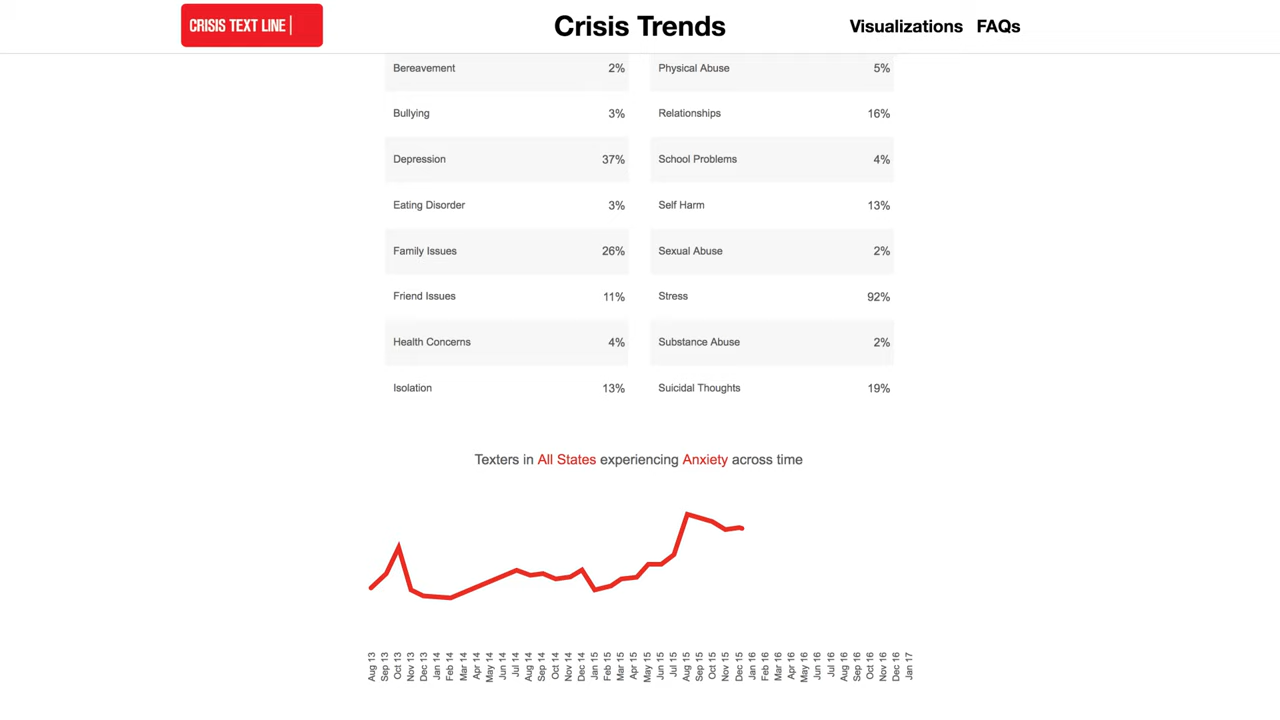 CRISIS TEXT LINE |
Crisis Trends
Visualizations FAQs
Bereavement 2% Physical Abuse 5%
Bullying 3% Relationships 16%
Depression 37% School Problems 4%
Eating Disorder 3% Self Harm 13%
Family Issues 26% Sexual Abuse 2%
Friend Issues 11% Stress 92%
Health Concerns 4% Substance Abuse 2%
Isolation 13% Suicidal Thoughts 19%
Texters in All States experiencing Anxiety across time
Aug 13
Sep 13
Oct 13
Nov 13
Dec 13
Jan 14
Feb 14
Mar 14
Apr 14
May 14
Jun 14
Jul 14
Aug 14
Sep 14
Oct 14
Nov 14
Dec 14
Jan 15
Feb 15
Mar 15
Apr 15
May 15
Jun 15
Jul 15
Aug 15
Sep 15
Oct 15
Nov 15
Dec 15
Jan 16
Feb 16
Mar 16
Apr 16
May 16
Jun 16
Jul 16
Aug 16
Sep 16
Oct 16
Nov 16
Dec 16
Jan 17